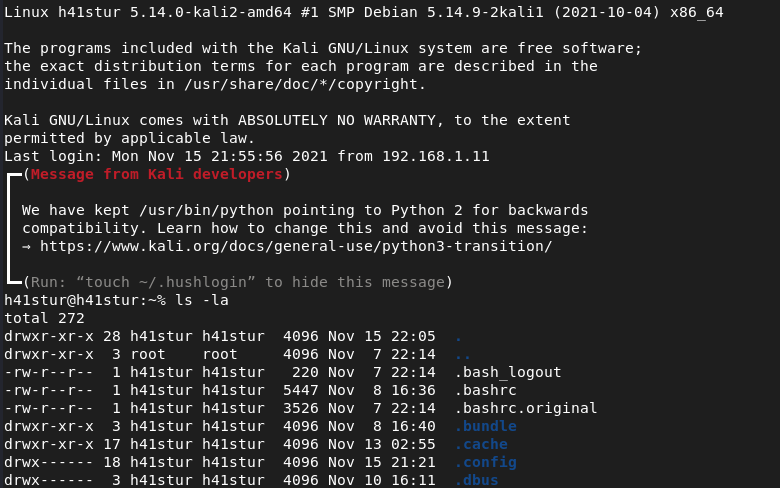 Linux h41stur 5.14.0-kali2-amd64 #1 SMP Debian 5.14.9-2kali1 (2021-10-04) x86_64
The programs included with the Kali GNU/Linux system are free software;
the exact distribution terms for each program are described in the
individual files in /usr/share/doc/*/copyright.
Kali GNU/Linux comes with ABSOLUTELY NO WARRANTY, to the extent
permitted by applicable law.
Last login: Mon Nov 15 21:55:56 2021 from 192.168.1.11
(Message from Kali developers)
We have kept /usr/bin/python pointing to Python 2 for backwards
compatibility. Learn how to change this and avoid this message:
→ https://www.kali.org/docs/general-use/python3-transition/
(Run: “touch ~/.hushlogin” to hide this message)
h41stur@h41stur:~% ls -la
total 272
drwxr-xr-x 28 h41stur h41stur  4096 Nov 15 22:05  .
drwxr-xr-x  3 root    root     4096 Nov  7 22:14  ..
-rw-r--r--  1 h41stur h41stur   220 Nov  7 22:14  .bash_logout
-rw-r--r--  1 h41stur h41stur  5447 Nov  8 16:36  .bashrc
-rw-r--r--  1 h41stur h41stur  3526 Nov  7 22:14  .bashrc.original
drwxr-xr-x  3 h41stur h41stur  4096 Nov  8 16:40  .bundle
drwxr-xr-x 17 h41stur h41stur  4096 Nov 13 02:55  .cache
drwx------ 18 h41stur h41stur  4096 Nov 15 21:21  .config
drwx------  3 h41stur h41stur  4096 Nov 10 16:11  .dbus